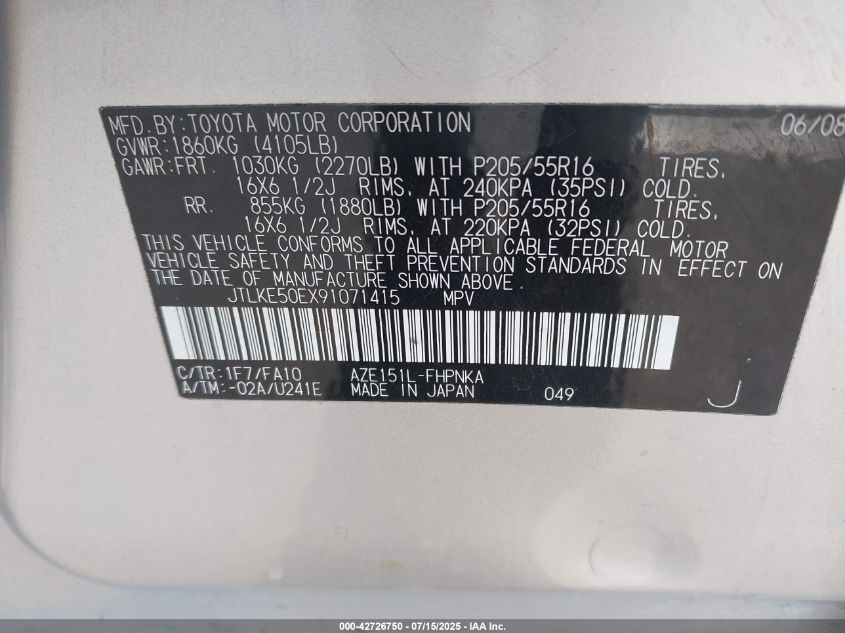 MFD.BY:TOYOTA MOTOR CORPORATION 06/08
GVWR:1860KG (4105LB)
GAWR:FRT. 1030KG (2270LB) WITH P205/55R16 TIRES,
16X6 1/2J RIMS, AT 240KPA (35PSI) COLD.
RR. 855KG (1880LB) WITH P205/55R16 TIRES,
16X6 1/2J RIMS, AT 220KPA (32PSI) COLD.
THIS VEHICLE CONFORMS TO ALL APPLICABLE FEDERAL MOTOR
VEHICLE SAFETY AND THEFT PREVENTION STANDARDS IN EFFECT ON
THE DATE OF MANUFACTURE SHOWN ABOVE.
JTLKE50EX91071415 MPV
C/TR:1F7/FA10 AZE151L-FHPNKA
A/TM:-02A/U241E MADE IN JAPAN 049 J
000-42726750 - 07/15/2025 - IAA Inc.